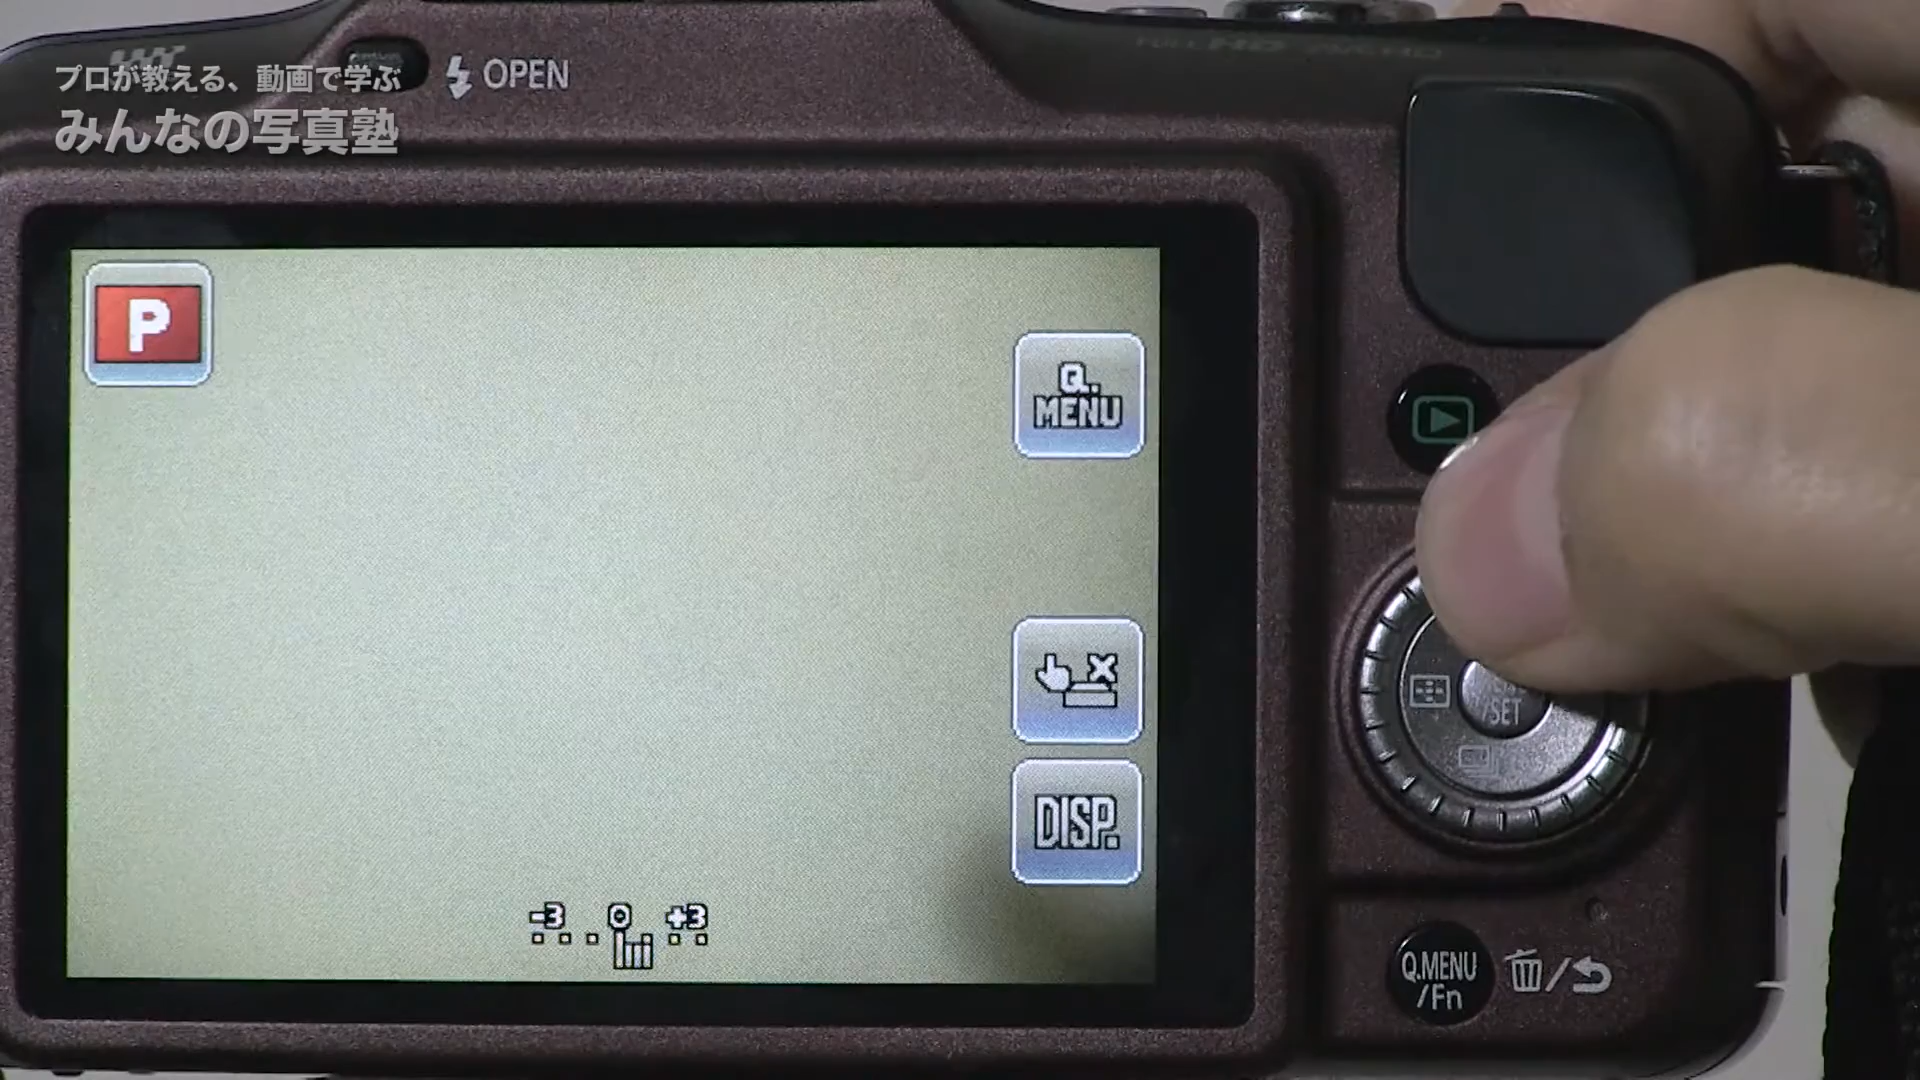 プロが教える、動画で学ぶ
みんなの写真塾
OPEN
P
Q.
MENU
DISP.
-3 0 +3
/SET
Q.MENU
/Fn